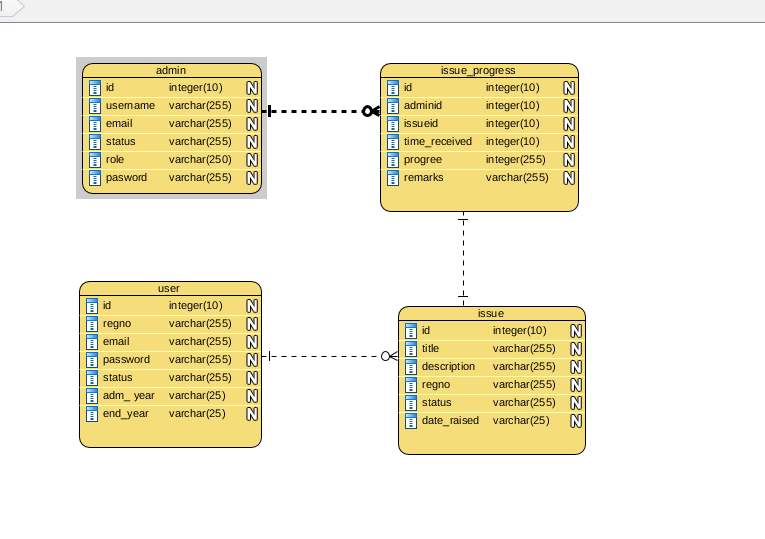 admin
id integer(10) N
username varchar(255) N
email varchar(255) N
status varchar(255) N
role varchar(250) N
pasword varchar(255) N
issue_progress
id integer(10) N
adminid integer(10) N
issueid integer(10) N
time_received integer(10) N
progree integer(255) N
remarks varchar(255) N
user
id integer(10) N
regno varchar(255) N
email varchar(255) N
password varchar(255) N
status varchar(255) N
adm_ year varchar(25) N
end_year varchar(25) N
issue
id integer(10) N
title varchar(255) N
description varchar(255) N
regno varchar(255) N
status varchar(255) N
date_raised varchar(25) N